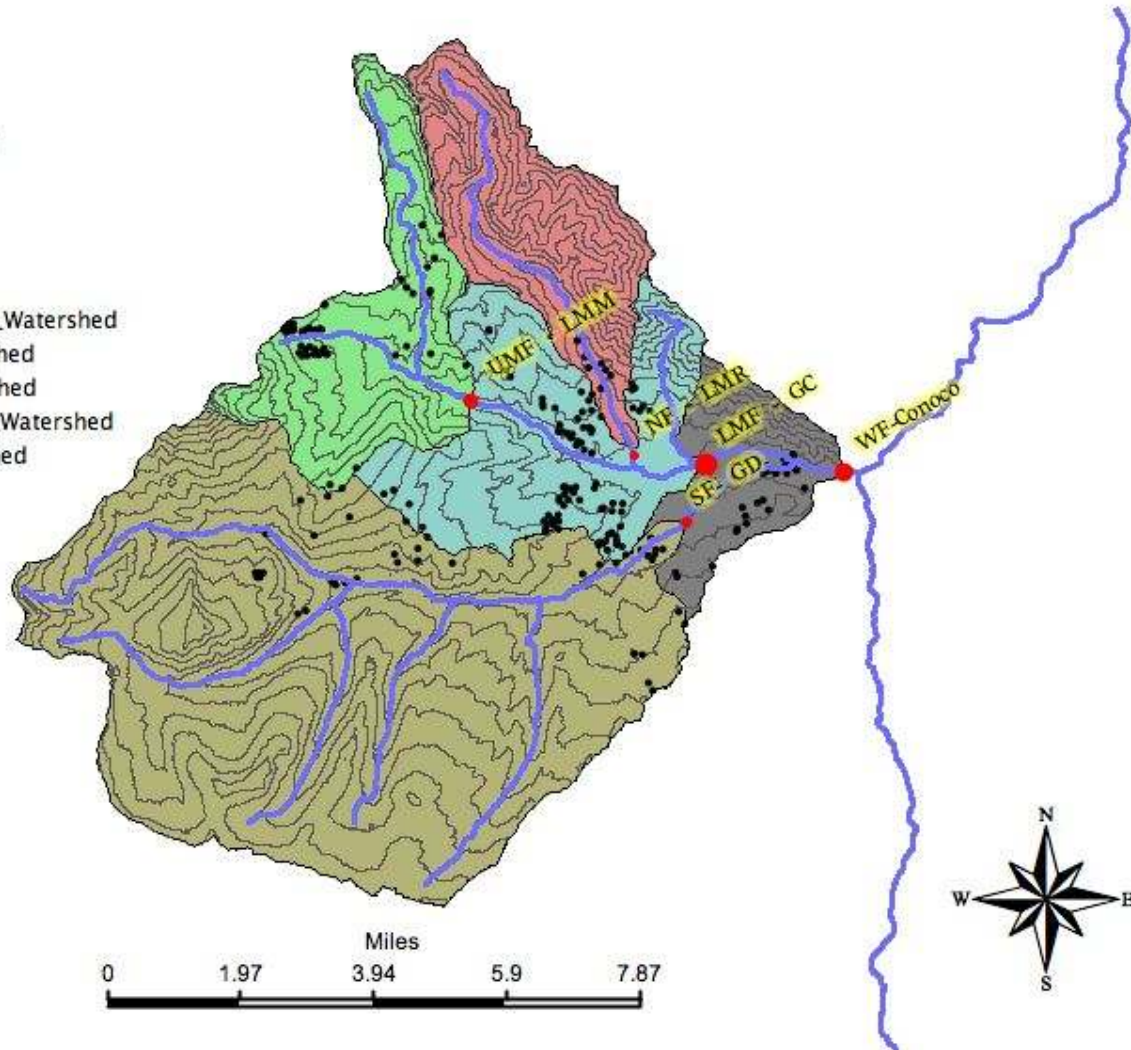 _Watershed
hed
hed
Watershed
ed
UMF
LMM
NF
LMR
LMF
GC
SF-
GD
WF-Conoco
N
W
E
S
Miles
0 1.97 3.94 5.9 7.87